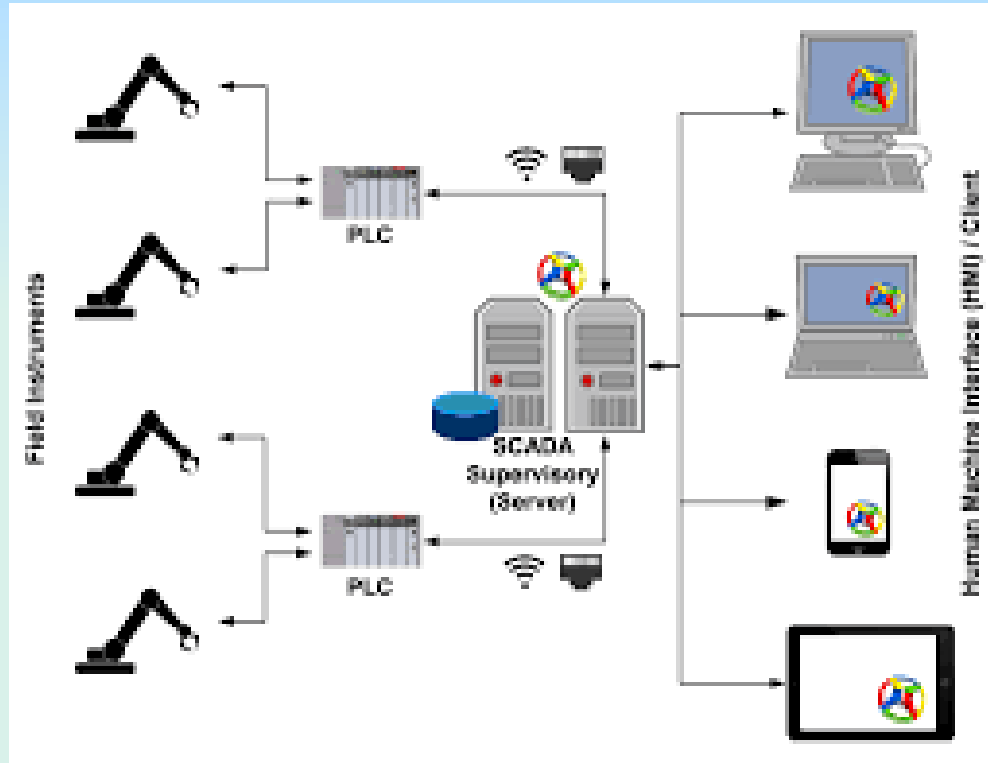 Field Instruments
PLC
SCADA
Supervisory
(Server)
PLC
Human Machine Interface (HMI) / Client